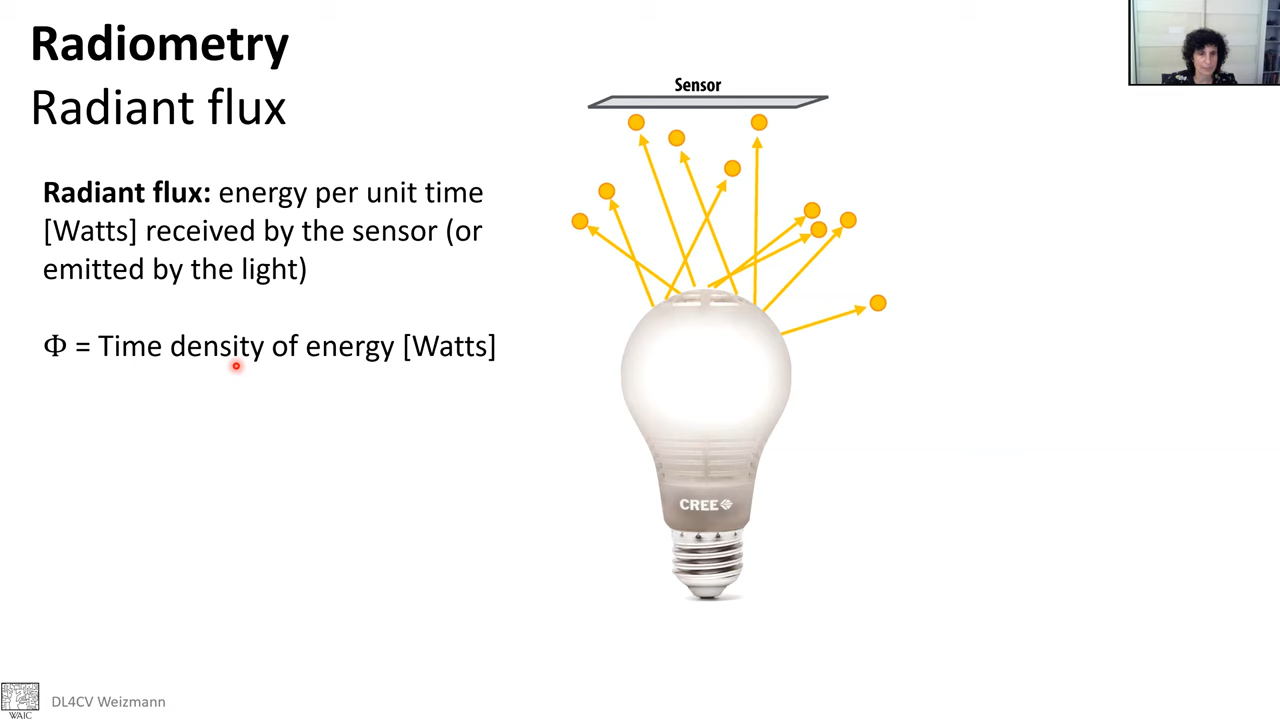 Radiometry
Radiant flux
Sensor
Radiant flux: energy per unit time
[Watts] received by the sensor (or
emitted by the light)
Φ = Time density of energy [Watts]
CREE
DL4CV Weizmann
WAIC